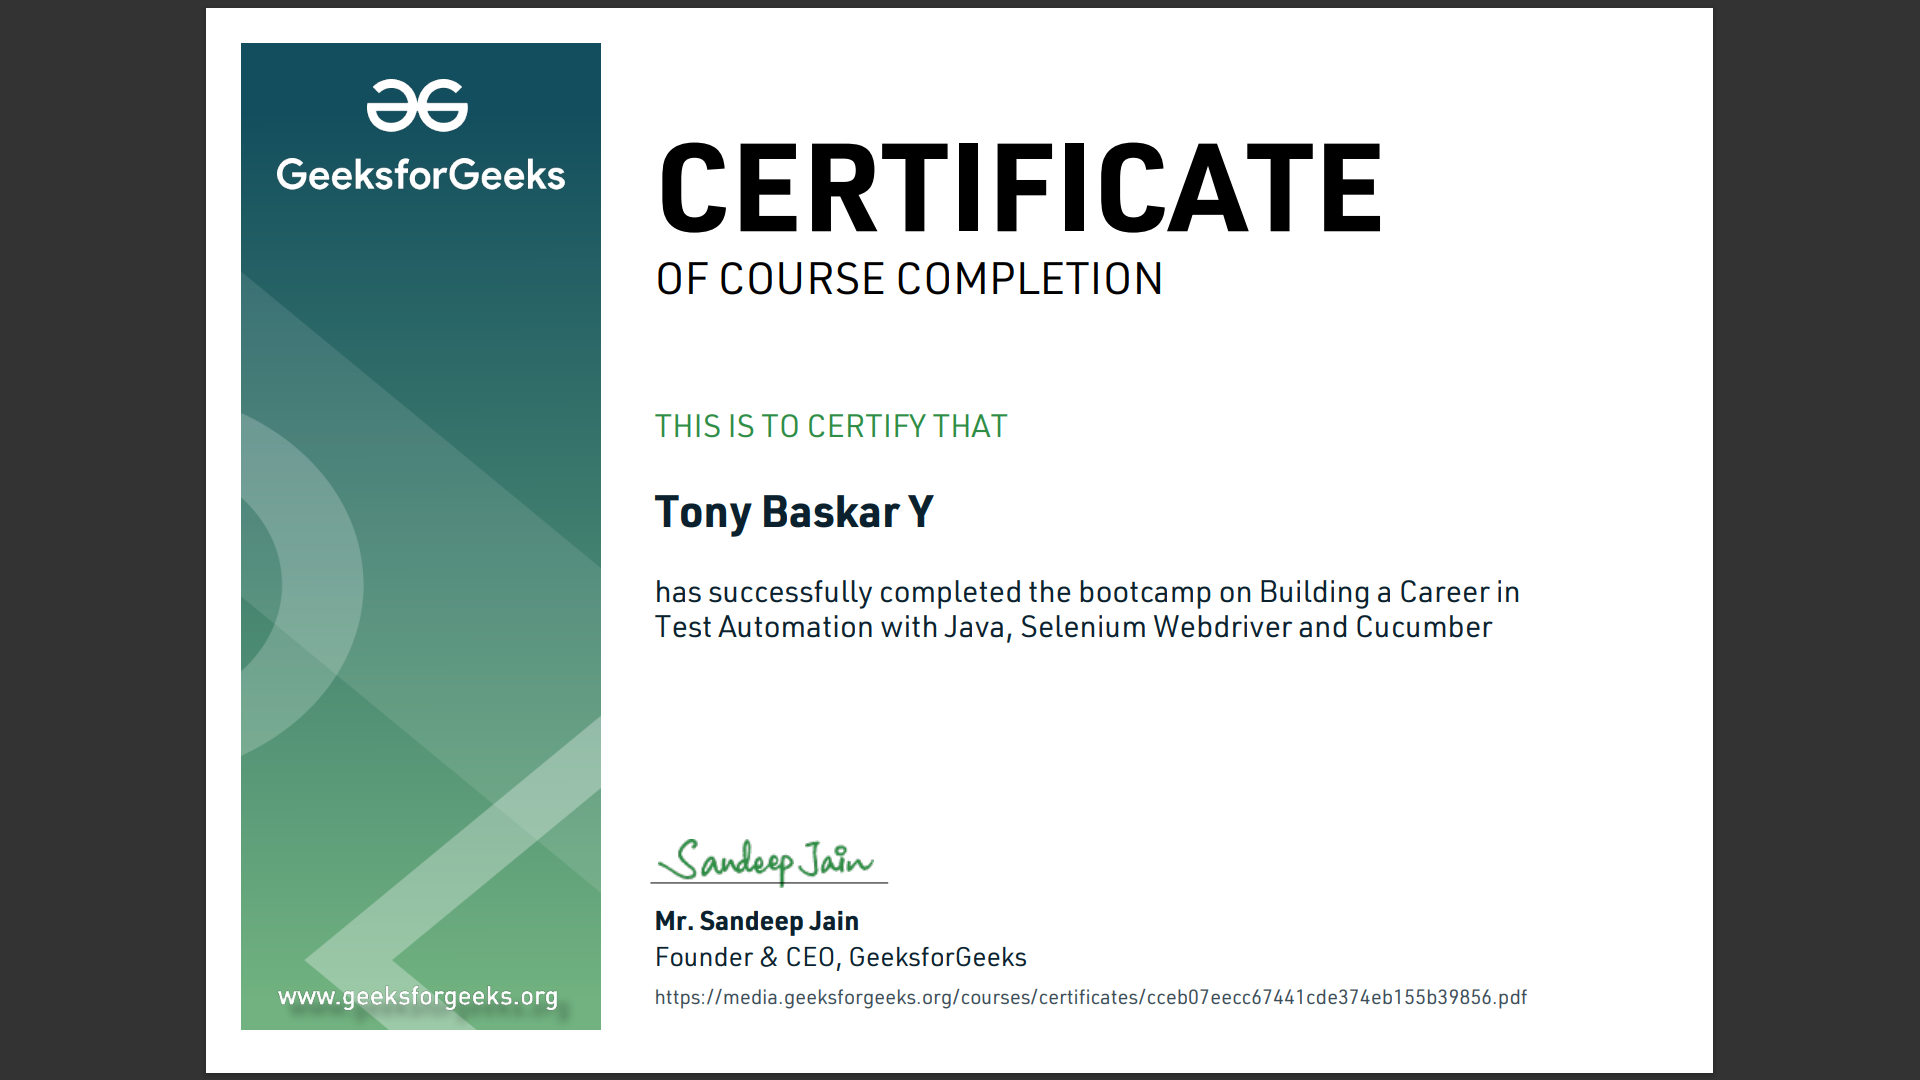 GeeksforGeeks
CERTIFICATE
OF COURSE COMPLETION
THIS IS TO CERTIFY THAT
Tony Baskar Y
has successfully completed the bootcamp on Building a Career in
Test Automation with Java, Selenium Webdriver and Cucumber
Sandeep Jain
Mr. Sandeep Jain
Founder & CEO, GeeksforGeeks
https://media.geeksforgeeks.org/courses/certificates/cceb07eecc67441cde374eb155b39856.pdf
www.geeksforgeeks.org